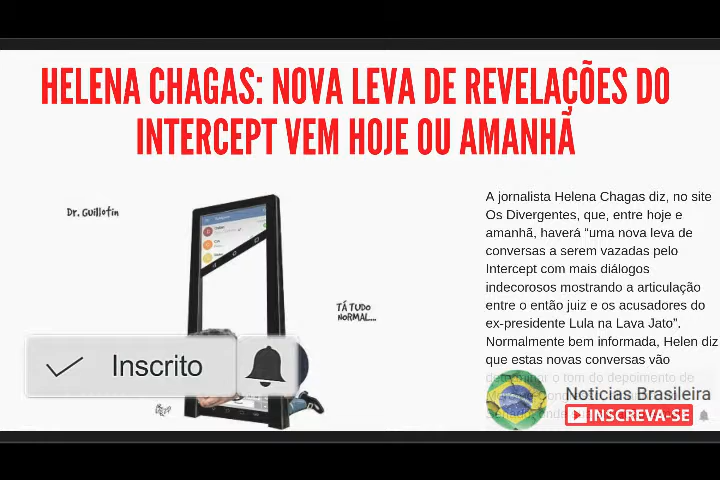 HELENA CHAGAS: NOVA LEVA DE REVELAÇÕES DO
INTERCEPT VEM HOJE OU AMANHÃ
Dr. Guillotin
TÁ TUDO
NORMAL...
A jornalista Helena Chagas diz, no site
Os Divergentes, que, entre hoje e
amanhã, haverá "uma nova leva de
conversas a serem vazadas pelo
Intercept com mais diálogos
indecorosos mostrando a articulação
entre o então juiz e os acusadores do
ex-presidente Lula na Lava Jato”.
Normalmente bem informada, Helen diz
que estas novas conversas vão
determinar o tom do depoimento de
Inscrito
Noticias Brasileira
INSCREVA-SE